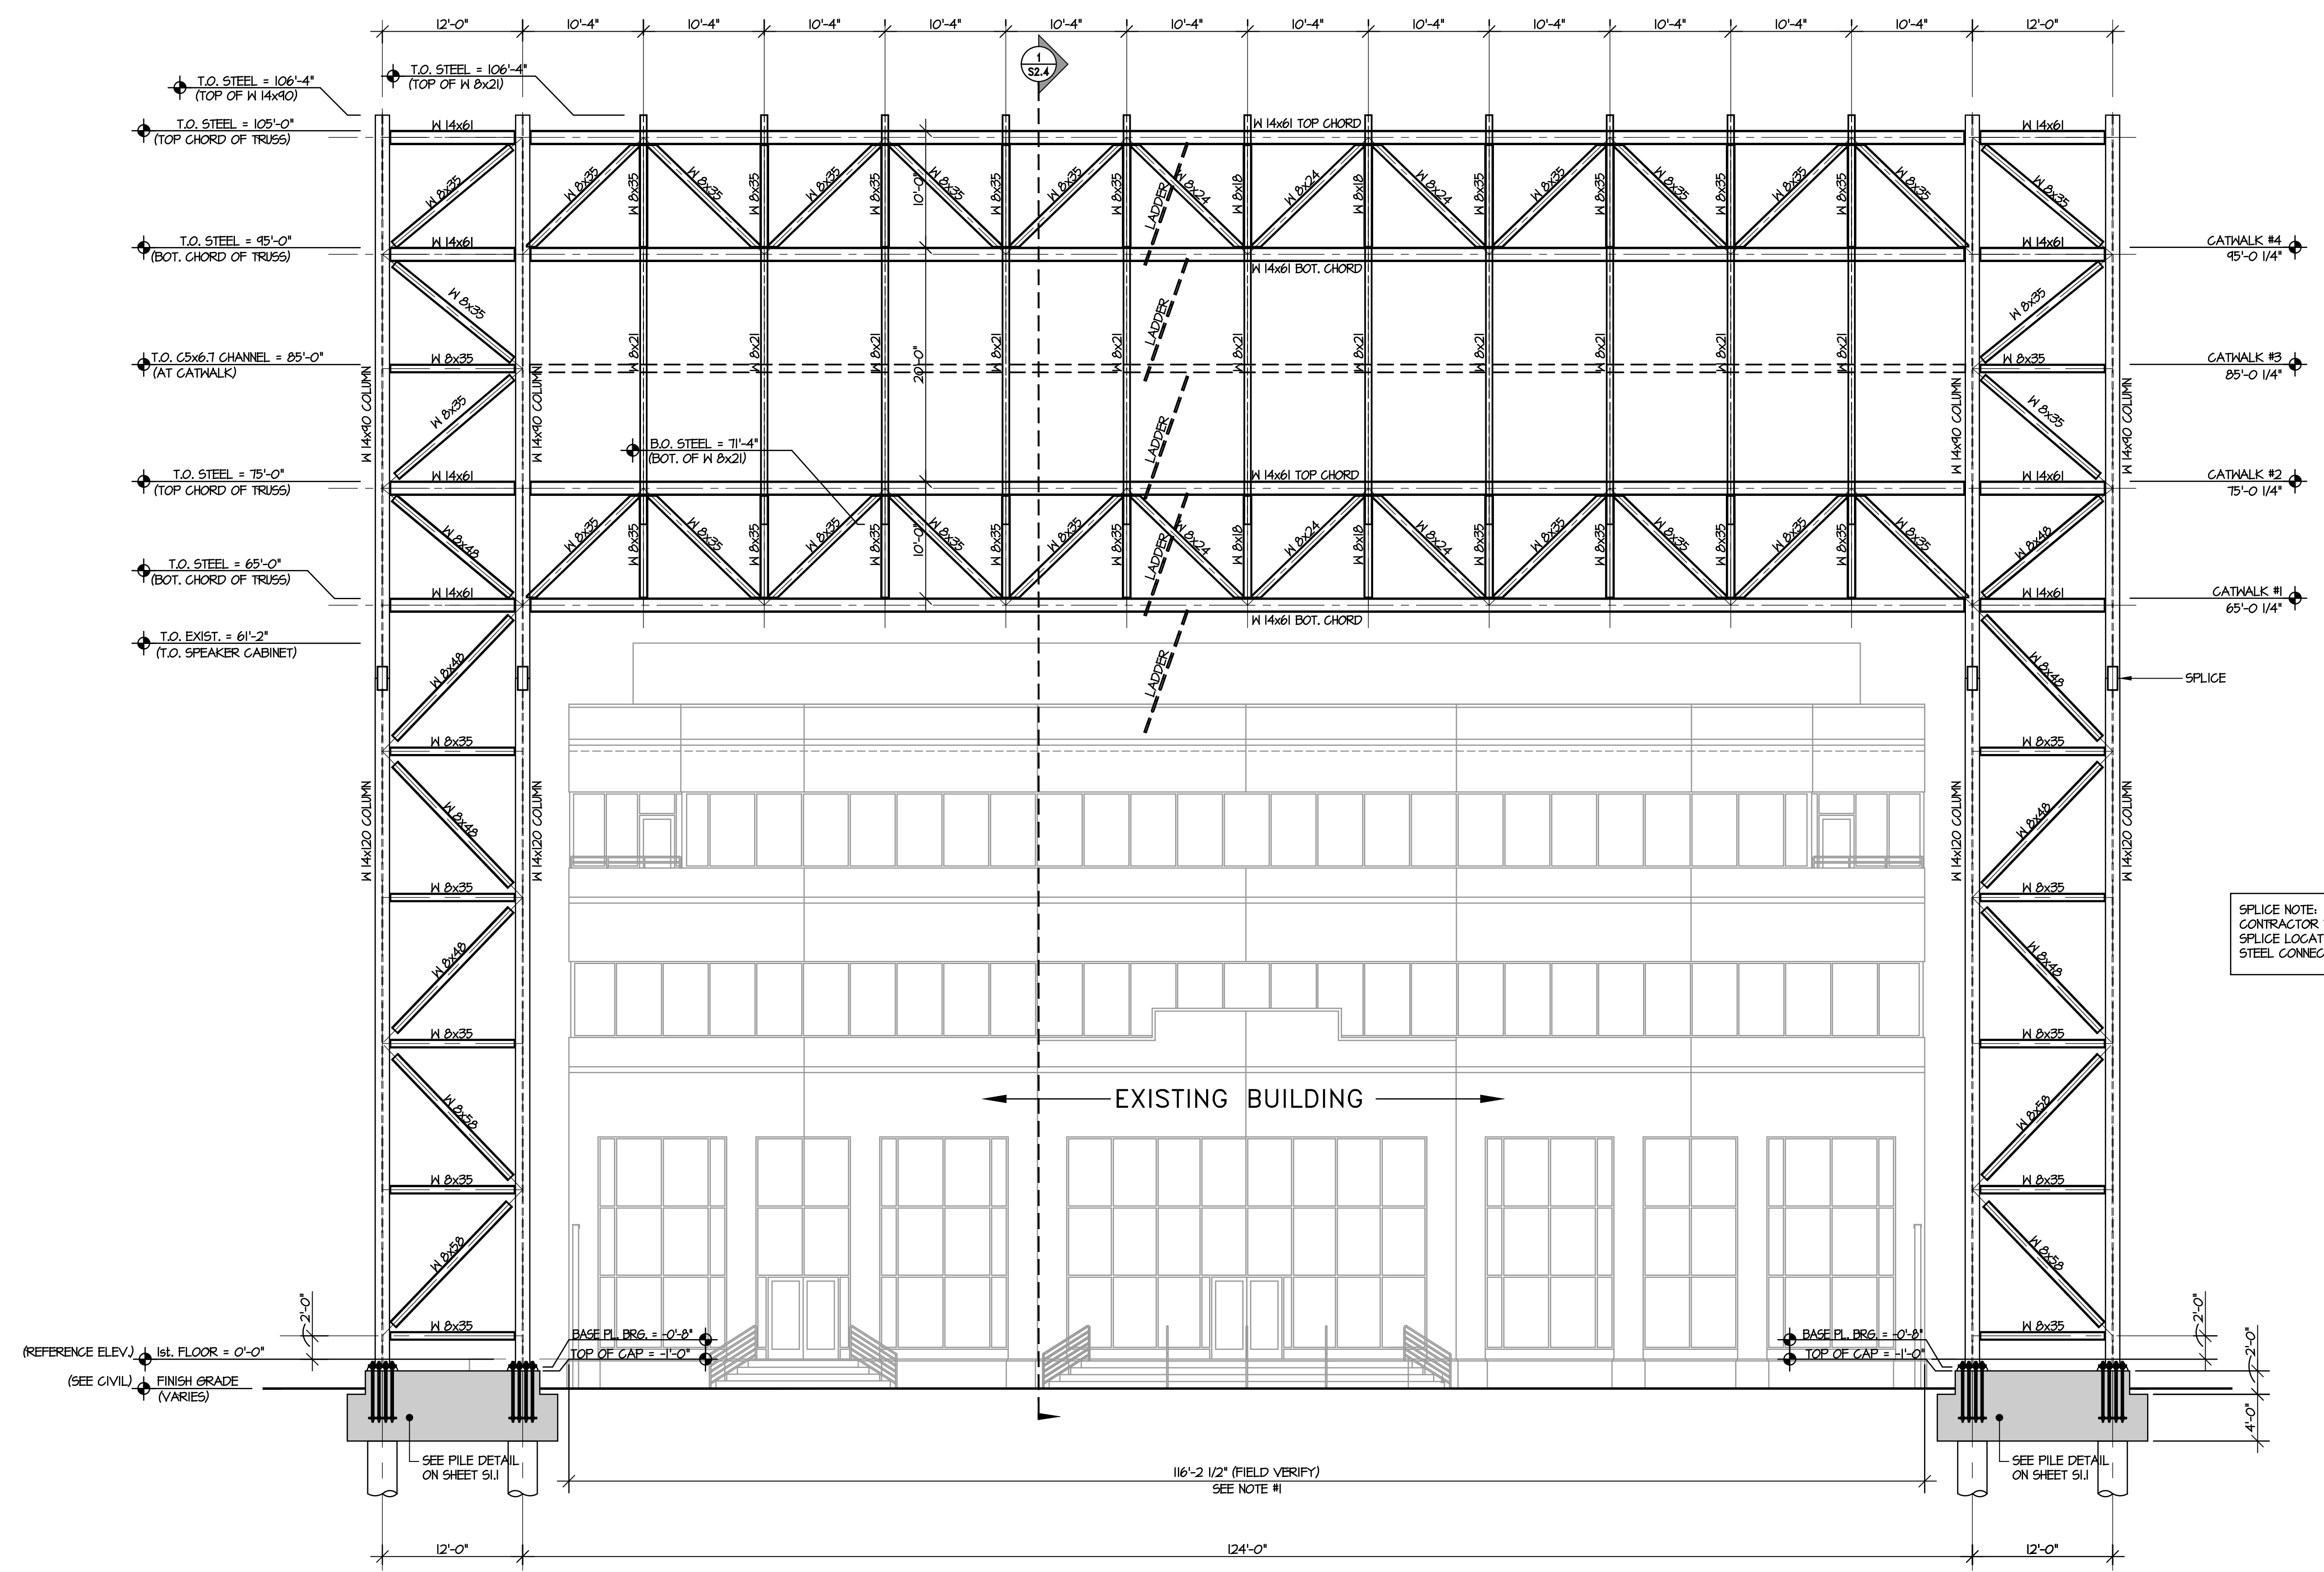 12'-0" 10'-4" 10'-4" 10'-4" 10'-4" 10'-4" 10'-4" 10'-4" 10'-4" 10'-4" 10'-4" 10'-4" 10'-4" 12'-0"
1
S2.4
T.O. STEEL = 106'-4"
(TOP OF W 14x90)
T.O. STEEL = 106'-4"
(TOP OF W 8x21)
T.O. STEEL = 105'-0"
(TOP CHORD OF TRUSS)
W 14x61
W 14x61 TOP CHORD
W 14x61
W 8x35
W 8x35 W 8x35 W 8x35 W 8x35 W 8x35 W 8x24 W 8x24 W 8x24 W 8x35 W 8x35 W 8x35 W 8x35
W 8x35
W 8x35 W 8x35 W 8x35 W 8x35 W 8x35 W 8x18 W 8x18 W 8x35 W 8x35 W 8x35 W 8x35
10'-0"
LADDER
T.O. STEEL = 95'-0"
(BOT. CHORD OF TRUSS)
W 14x61
W 14x61 BOT. CHORD
W 14x61
CATWALK #4
95'-0 1/4"
W 8x35
W 8x35
LADDER
W 8x21 W 8x21 W 8x21 W 8x21 W 8x21 W 8x21 W 8x21 W 8x21 W 8x21 W 8x21 W 8x21
20'-0"
T.O. C5x6.7 CHANNEL = 85'-0"
(AT CATWALK)
W 8x35
W 8x35
CATWALK #3
85'-0 1/4"
W 14x90 COLUMN
W 14x90 COLUMN
W 14x90 COLUMN
W 14x90 COLUMN
W 8x35
W 8x35
LADDER
B.O. STEEL = 71'-4"
(BOT. OF W 8x21)
T.O. STEEL = 75'-0"
(TOP CHORD OF TRUSS)
W 14x61
W 14x61 TOP CHORD
W 14x61
CATWALK #2
75'-0 1/4"
W 8x48
W 8x35 W 8x35 W 8x35 W 8x35 W 8x35 W 8x24 W 8x24 W 8x24 W 8x35 W 8x35 W 8x35 W 8x35
W 8x48
W 8x35 W 8x35 W 8x35 W 8x35 W 8x35 W 8x18 W 8x18 W 8x35 W 8x35 W 8x35 W 8x35
10'-0"
LADDER
T.O. STEEL = 65'-0"
(BOT. CHORD OF TRUSS)
W 14x61
W 14x61 BOT. CHORD
W 14x61
CATWALK #1
65'-0 1/4"
T.O. EXIST. = 61'-2"
(T.O. SPEAKER CABINET)
W 8x48
LADDER
W 8x48
SPLICE
W 8x35
W 8x35
W 14x120 COLUMN
W 14x120 COLUMN
W 14x120 COLUMN
W 14x120 COLUMN
W 8x48
W 8x48
W 8x35
W 8x35
SPLICE NOTE:
CONTRACTOR
SPLICE LOCAT
STEEL CONNEC
W 8x48
W 8x48
W 8x35
W 8x35
EXISTING BUILDING
W 8x58
W 8x58
W 8x35
W 8x35
W 8x58
W 8x58
2'-0"
W 8x35
W 8x35
2'-0"
BASE PL. BRG. = -0'-8"
TOP OF CAP = -1'-0"
BASE PL. BRG. = -0'-8"
TOP OF CAP = -1'-0"
2'-0"
4'-0"
(REFERENCE ELEV.) 1st. FLOOR = 0'-0"
(SEE CIVIL) FINISH GRADE
(VARIES)
SEE PILE DETAIL
ON SHEET S1.1
SEE PILE DETAIL
ON SHEET S1.1
116'-2 1/2" (FIELD VERIFY)
SEE NOTE #1
12'-0" 124'-0" 12'-0"